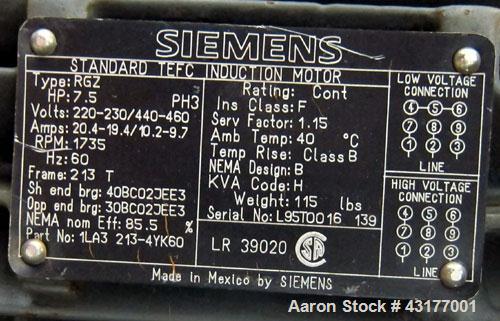 SIEMENS
STANDARD TEFC INDUCTION MOTOR
Type: RGZ
HP: 7.5 PH3
Volts: 220-230/440-460
Amps: 20.4-19.4/10.2-9.7
RPM: 1735
Hz: 60
Frame: 213 T
Sh end brg: 40BC02JEE3
Opp end brg: 30BC02JEE3
NEMA nom Eff: 85.5 %
Part No: 1LA3 213-4YK60
Rating: Cont
Ins Class: F
Serv Factor: 1.15
Amb Temp: 40 °C
Temp Rise: Class B
NEMA Design: B
KVA Code: H
Weight: 115 lbs
Serial No: L95T0016 139
LR 39020
LOW VOLTAGE
CONNECTION
4 5 6
7 8 9
1 2 3
LINE
HIGH VOLTAGE
CONNECTION
4 5 6
7 8 9
1 2 3
LINE
Made in Mexico by SIEMENS
Aaron Stock # 43177001